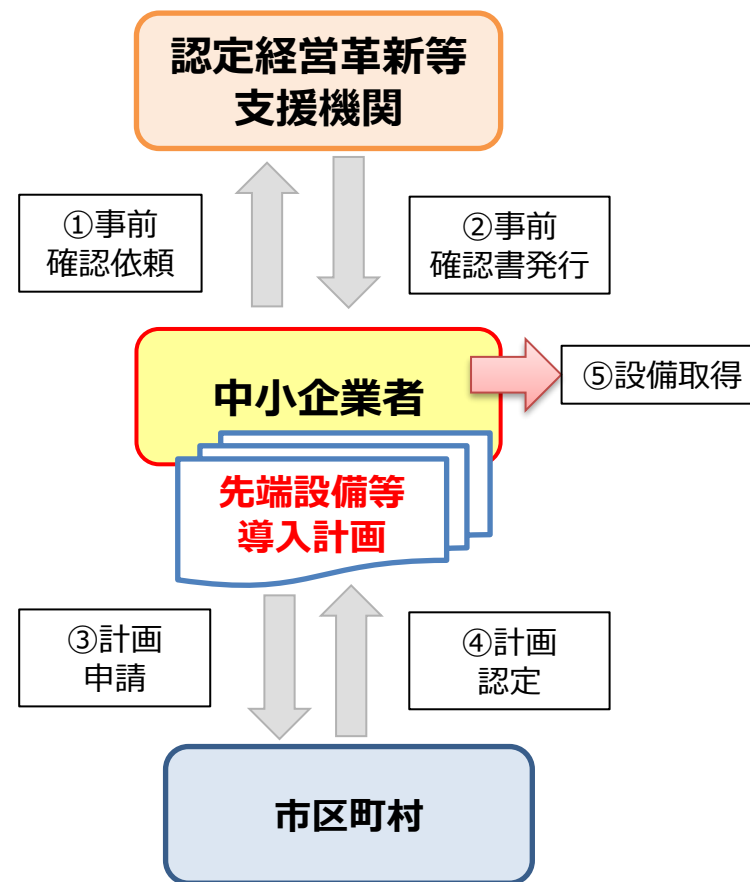 認定経営革新等
支援機関
①事前
確認依頼
②事前
確認書発行
中小企業者
⑤設備取得
先端設備等
導入計画
③計画
申請
④計画
認定
市区町村